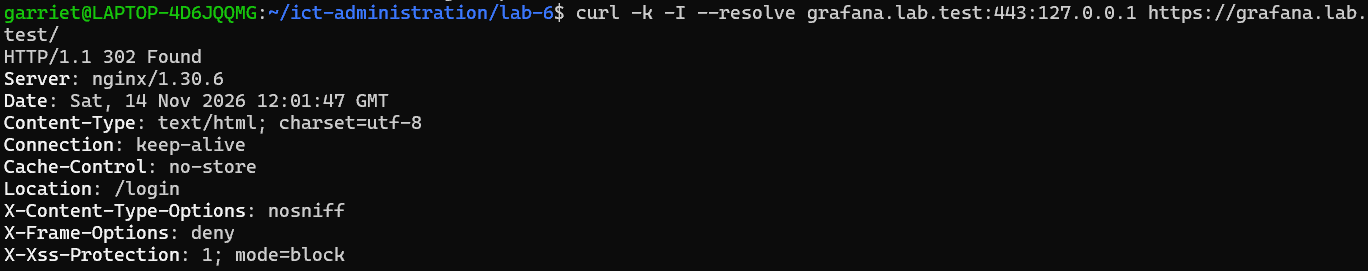 garriet@LAPTOP-4D6JQQMG:~/ict-administration/lab-6$ curl -k -I --resolve grafana.lab.test:443:127.0.0.1 https://grafana.lab.
test/
HTTP/1.1 302 Found
Server: nginx/1.30.6
Date: Sat, 14 Nov 2026 12:01:47 GMT
Content-Type: text/html; charset=utf-8
Connection: keep-alive
Cache-Control: no-store
Location: /login
X-Content-Type-Options: nosniff
X-Frame-Options: deny
X-Xss-Protection: 1; mode=block